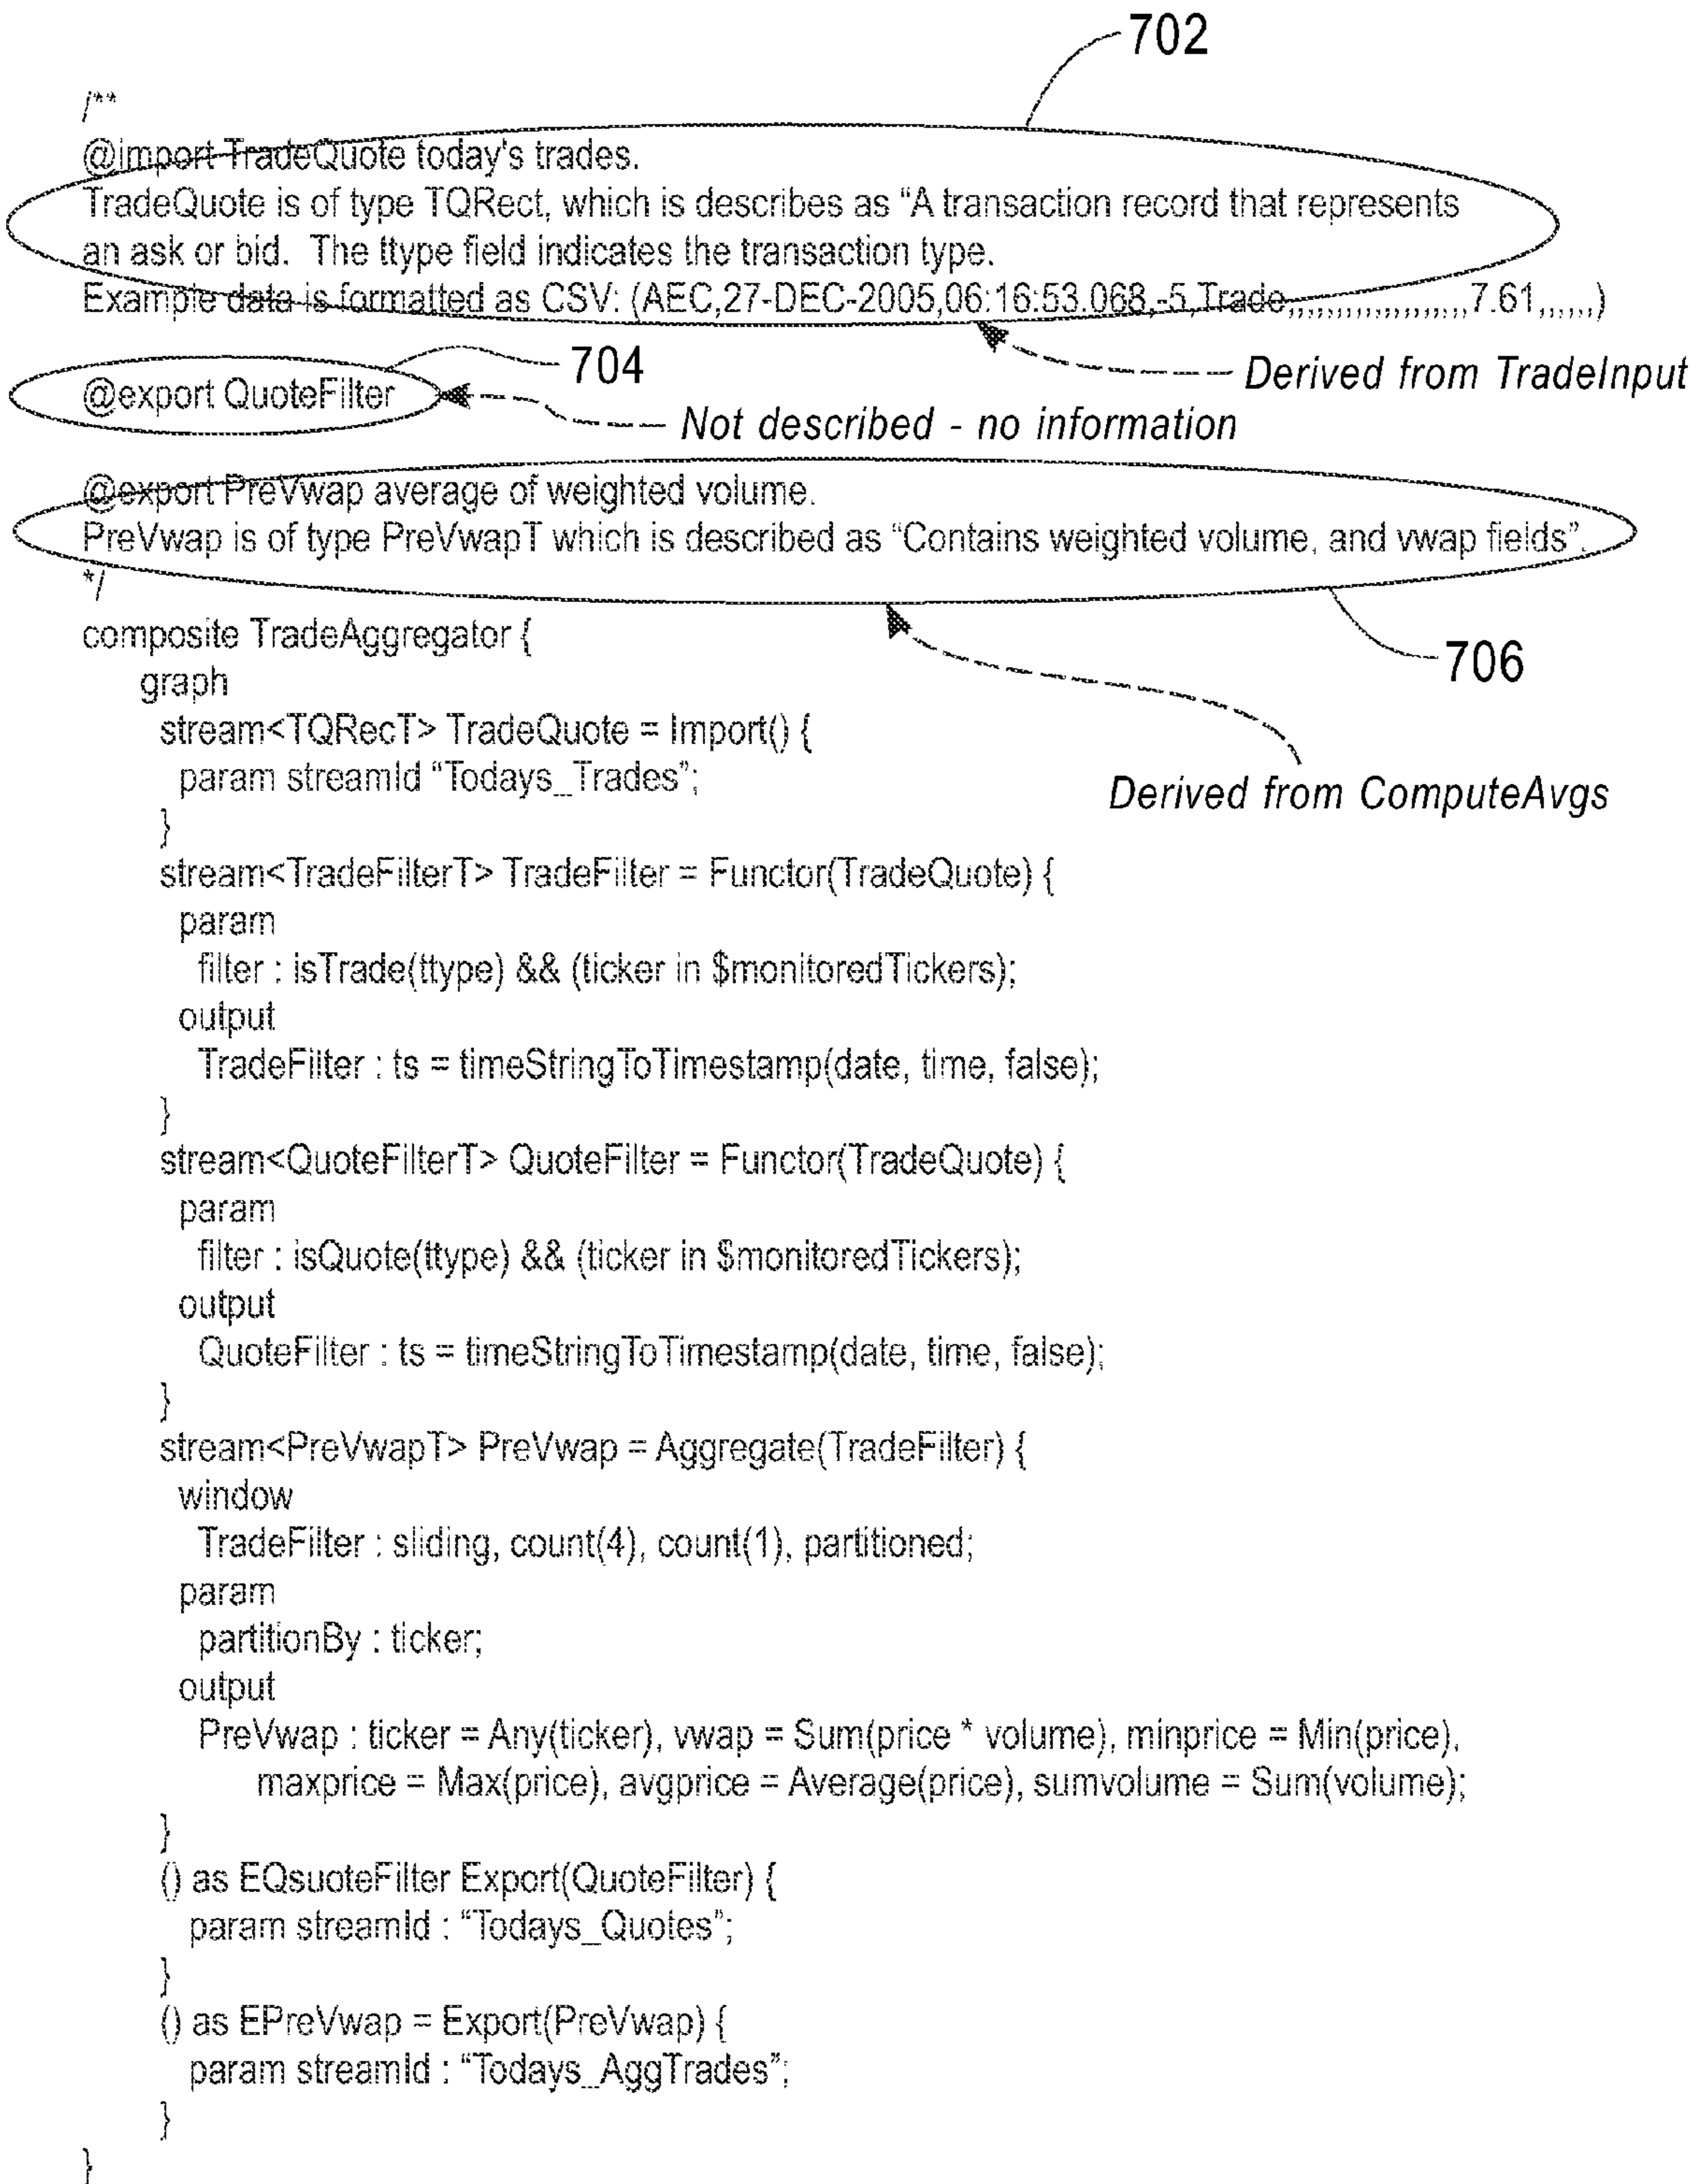 702
/**
@import TradeQuote today's trades.
TradeQuote is of type TQRect, which is describes as “A transaction record that represents
an ask or bid.  The ttype field indicates the transaction type.
Example data is formatted as CSV: (AEC,27-DEC-2005,06:16:53.068,-5,Trade,,,,,,,,,,,,,,,,,,,7.61,,,,,,)
Derived from TradeInput
704
@export QuoteFilter
Not described - no information
@export PreVwap average of weighted volume.
PreVwap is of type PreVwapT which is described as “Contains weighted volume, and vwap fields”.
*/
706
Derived from ComputeAvgs
composite TradeAggregator {
graph
stream<TQRecT> TradeQuote = Import() {
param streamId “Todays_Trades”;
}
stream<TradeFilterT> TradeFilter = Functor(TradeQuote) {
param
filter : isTrade(ttype) && (ticker in $monitoredTickers);
output
TradeFilter : ts = timeStringToTimestamp(date, time, false);
}
stream<QuoteFilterT> QuoteFilter = Functor(TradeQuote) {
param
filter : isQuote(ttype) && (ticker in $monitoredTickers);
output
QuoteFilter : ts = timeStringToTimestamp(date, time, false);
}
stream<PreVwapT> PreVwap = Aggregate(TradeFilter) {
window
TradeFilter : sliding, count(4), count(1), partitioned;
param
partitionBy : ticker;
output
PreVwap : ticker = Any(ticker), vwap = Sum(price * volume), minprice = Min(price),
maxprice = Max(price), avgprice = Average(price), sumvolume = Sum(volume);
}
() as EQsuoteFilter Export(QuoteFilter) {
param streamId : “Todays_Quotes”;
}
() as EPreVwap = Export(PreVwap) {
param streamId : “Todays_AggTrades”;
}
}